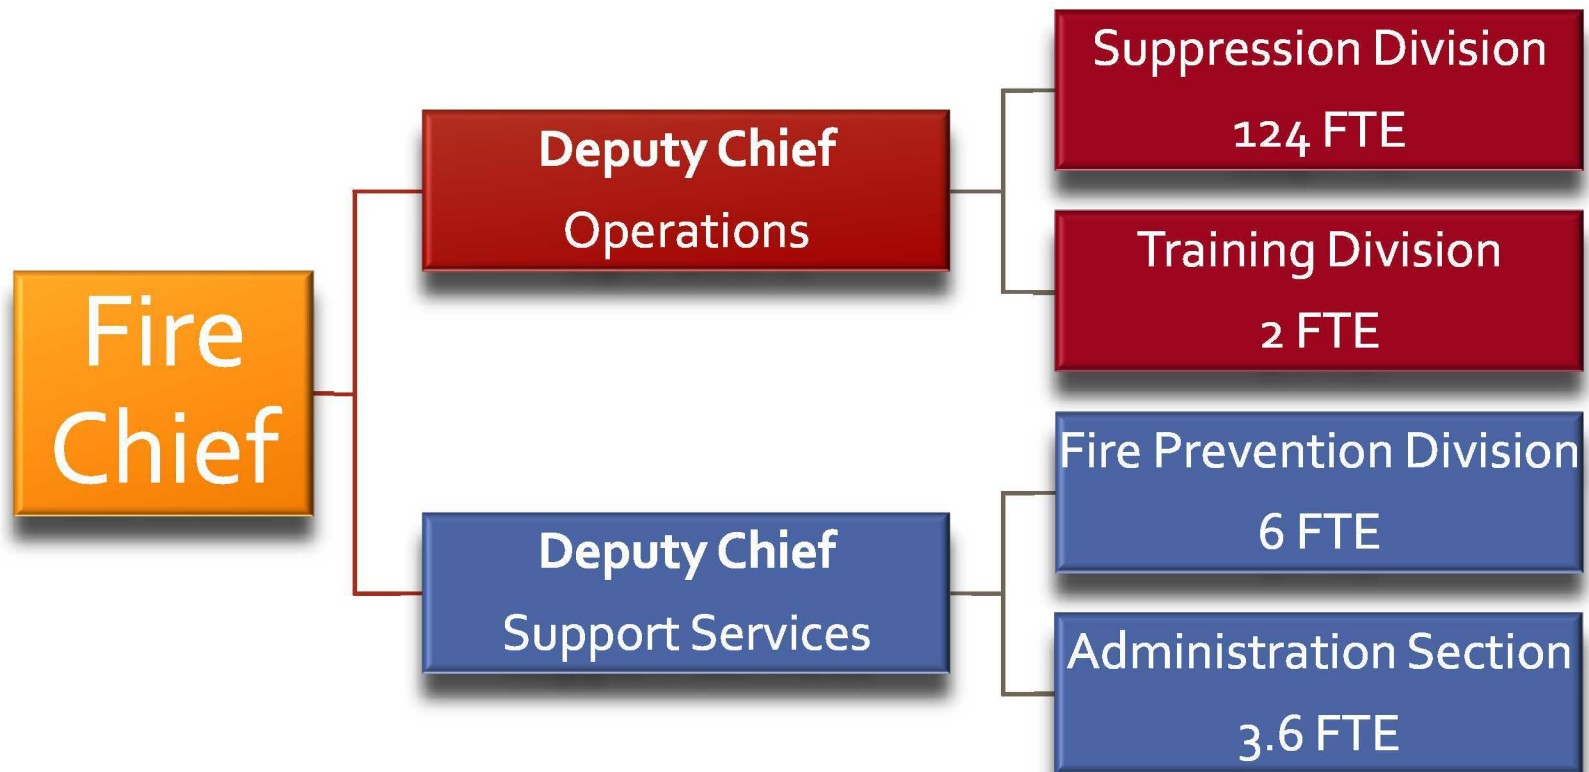 Fire
Chief
Deputy Chief
Operations
Suppression Division
124 FTE
Training Division
2 FTE
Deputy Chief
Support Services
Fire Prevention Division
6 FTE
Administration Section
3.6 FTE